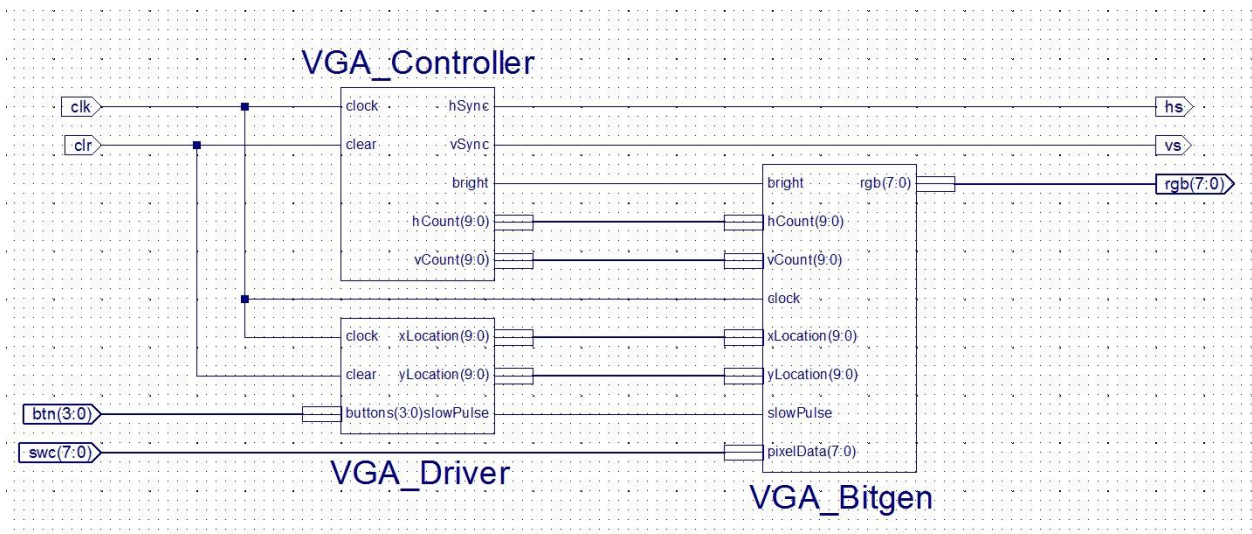 VGA_Controller
clk
clock
hSync
hs
clr
clear
vSync
vs
bright
bright
rgb(7:0)
rgb(7:0)
hCount(9:0)
hCount(9:0)
vCount(9:0)
vCount(9:0)
clock
clock
xLocation(9:0)
xLocation(9:0)
clear
yLocation(9:0)
yLocation(9:0)
btn(3:0)
buttons(3:0)
slowPulse
slowPulse
swc(7:0)
pixelData(7:0)
VGA_Driver
VGA_Bitgen